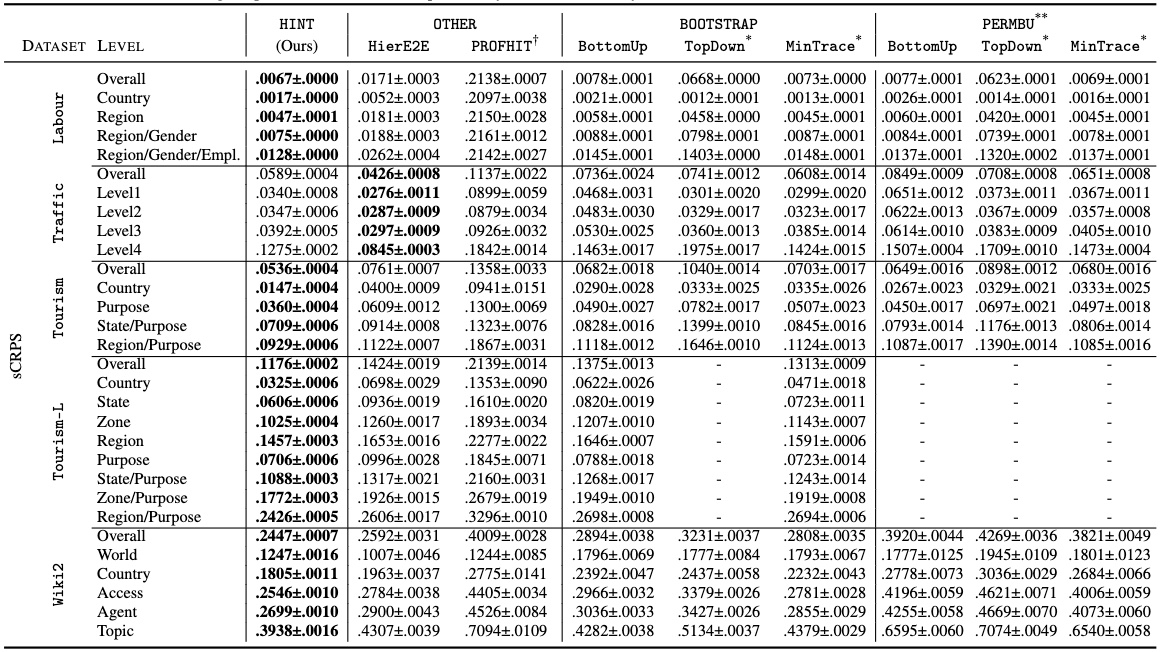 HINT OTHER BOOTSTRAP PERMBU**
DATASET LEVEL (Ours) HierE2E PROFHIT† BottomUp TopDown* MinTrace* BottomUp TopDown* MinTrace*
sCRPS
Labour
Overall .0067±.0000 .0171±.0003 .2138±.0007 .0078±.0001 .0668±.0000 .0073±.0000 .0077±.0001 .0623±.0001 .0069±.0001
Country .0017±.0000 .0052±.0003 .2097±.0038 .0021±.0001 .0012±.0001 .0013±.0001 .0026±.0001 .0014±.0001 .0016±.0001
Region .0047±.0001 .0181±.0003 .2150±.0028 .0058±.0001 .0458±.0000 .0045±.0001 .0060±.0001 .0420±.0001 .0045±.0001
Region/Gender .0075±.0000 .0188±.0003 .2161±.0012 .0088±.0001 .0798±.0001 .0087±.0001 .0084±.0001 .0739±.0001 .0078±.0001
Region/Gender/Empl. .0128±.0000 .0262±.0004 .2142±.0027 .0145±.0001 .1403±.0000 .0148±.0001 .0137±.0001 .1320±.0002 .0137±.0001
Traffic
Overall .0589±.0004 .0426±.0008 .1137±.0022 .0736±.0024 .0741±.0012 .0608±.0014 .0849±.0009 .0708±.0008 .0651±.0008
Level1 .0340±.0008 .0276±.0011 .0899±.0059 .0468±.0031 .0301±.0020 .0299±.0020 .0651±.0012 .0373±.0011 .0367±.0011
Level2 .0347±.0006 .0287±.0009 .0879±.0034 .0483±.0030 .0329±.0017 .0323±.0017 .0622±.0013 .0367±.0009 .0357±.0008
Level3 .0392±.0005 .0297±.0009 .0926±.0032 .0530±.0025 .0360±.0013 .0385±.0014 .0614±.0010 .0383±.0009 .0405±.0010
Level4 .1275±.0002 .0845±.0003 .1842±.0014 .1463±.0017 .1975±.0017 .1424±.0015 .1507±.0004 .1709±.0010 .1473±.0004
Tourism
Overall .0536±.0004 .0761±.0007 .1358±.0033 .0682±.0018 .1040±.0014 .0703±.0017 .0649±.0016 .0898±.0012 .0680±.0016
Country .0147±.0004 .0400±.0009 .0941±.0151 .0290±.0028 .0333±.0025 .0335±.0026 .0267±.0023 .0329±.0021 .0333±.0025
Purpose .0360±.0004 .0609±.0012 .1300±.0069 .0490±.0027 .0782±.0017 .0507±.0023 .0450±.0017 .0697±.0021 .0497±.0018
State/Purpose .0709±.0006 .0914±.0008 .1323±.0076 .0828±.0016 .1399±.0010 .0845±.0016 .0793±.0014 .1176±.0013 .0806±.0014
Region/Purpose .0929±.0006 .1122±.0007 .1867±.0031 .1118±.0012 .1646±.0010 .1124±.0013 .1087±.0017 .1390±.0014 .1085±.0016
Tourism-L
Overall .1176±.0002 .1424±.0019 .2139±.0014 .1375±.0013 - .1313±.0009 - - -
Country .0325±.0006 .0698±.0029 .1353±.0090 .0622±.0026 - .0471±.0018 - - -
State .0606±.0006 .0936±.0019 .1610±.0020 .0820±.0019 - .0723±.0011 - - -
Zone .1025±.0004 .1260±.0017 .1893±.0034 .1207±.0010 - .1143±.0007 - - -
Region .1457±.0003 .1653±.0016 .2277±.0022 .1646±.0007 - .1591±.0006 - - -
Purpose .0706±.0006 .0996±.0028 .1845±.0071 .0788±.0018 - .0723±.0014 - - -
State/Purpose .1088±.0003 .1317±.0021 .2160±.0031 .1268±.0017 - .1243±.0014 - - -
Zone/Purpose .1772±.0003 .1926±.0015 .2679±.0019 .1949±.0010 - .1919±.0008 - - -
Region/Purpose .2426±.0005 .2606±.0017 .3296±.0010 .2698±.0008 - .2694±.0006 - - -
Wiki2
Overall .2447±.0007 .2592±.0031 .4009±.0028 .2894±.0038 .3231±.0037 .2808±.0035 .3920±.0044 .4269±.0036 .3821±.0049
World .1247±.0016 .1007±.0046 .1244±.0085 .1796±.0069 .1777±.0084 .1793±.0067 .1777±.0125 .1945±.0109 .1801±.0123
Country .1805±.0011 .1963±.0037 .2775±.0141 .2392±.0047 .2437±.0058 .2232±.0043 .2778±.0073 .3036±.0029 .2684±.0066
Access .2546±.0010 .2784±.0038 .4405±.0034 .2966±.0032 .3379±.0026 .2781±.0028 .4196±.0059 .4621±.0071 .4006±.0059
Agent .2699±.0010 .2900±.0043 .4526±.0084 .3036±.0033 .3427±.0026 .2855±.0029 .4255±.0058 .4669±.0070 .4073±.0060
Topic .3938±.0016 .4307±.0039 .7094±.0109 .4282±.0038 .5134±.0037 .4379±.0029 .6595±.0060 .7074±.0049 .6540±.0058